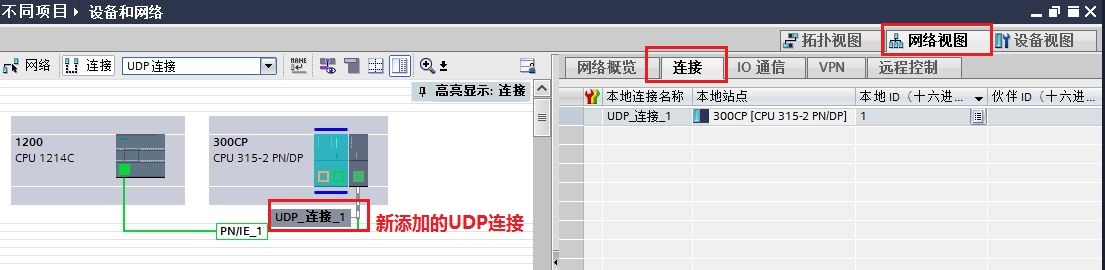 不同项目 ▸ 设备和网络
拓扑视图 网络视图 设备视图
网络 连接 UDP 连接
网络概览 连接 IO 通信 VPN 远程控制
高亮显示: 连接
本地连接名称 本地站点 本地 ID（十六进... 伙伴 ID（十六进...
UDP_连接_1 300CP [CPU 315-2 PN/DP] 1
1200
CPU 1214C
300CP
CPU 315-2 PN/DP
UDP_连接_1
新添加的UDP连接
PN/IE_1